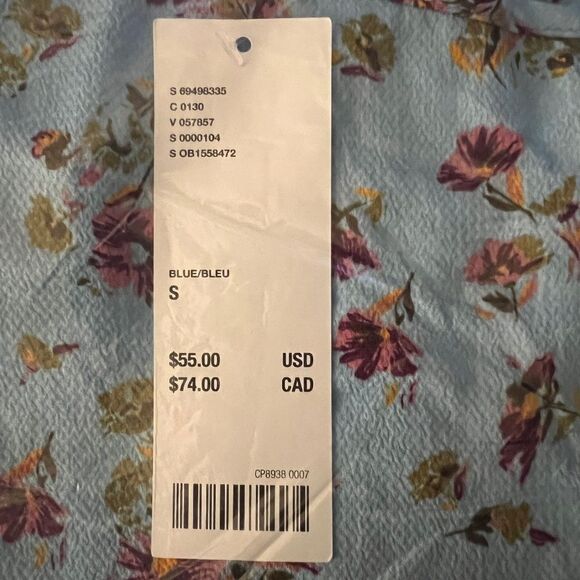 S 69498335
C 0130
V 057857
S 0000104
S OB1558472
BLUE/BLEU
S
$55.00 USD
$74.00 CAD
CP8938 0007